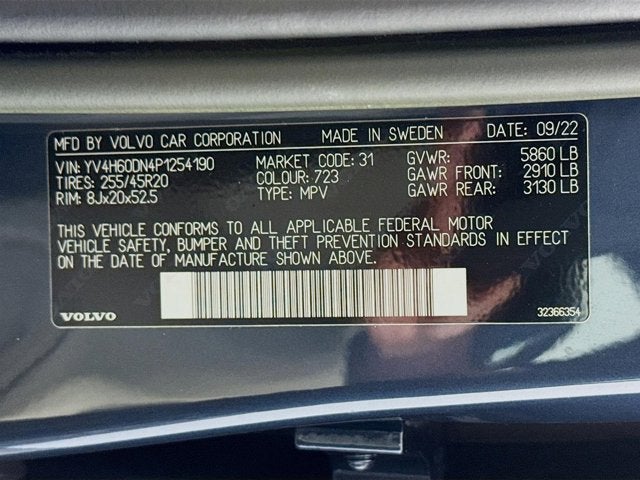 MFD BY VOLVO CAR CORPORATION MADE IN SWEDEN DATE: 09/22
VIN: YV4H60DN4P1254190 MARKET CODE: 31 GVWR: 5860 LB
TIRES: 255/45R20 COLOUR: 723 GAWR FRONT: 2910 LB
RIM: 8Jx20x52.5 TYPE: MPV GAWR REAR: 3130 LB
THIS VEHICLE CONFORMS TO ALL APPLICABLE FEDERAL MOTOR
VEHICLE SAFETY, BUMPER AND THEFT PREVENTION STANDARDS IN EFFECT
ON THE DATE OF MANUFACTURE SHOWN ABOVE.
VOLVO 32366354